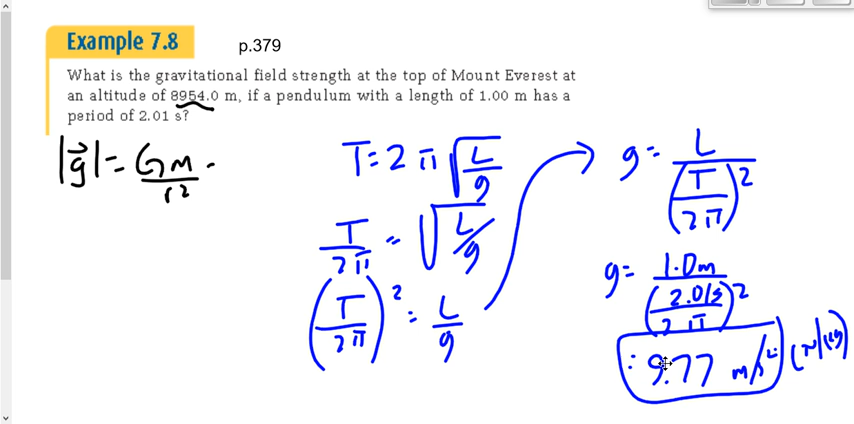 Example 7.8
p.379
What is the gravitational field strength at the top of Mount Everest at
an altitude of 8954.0 m, if a pendulum with a length of 1.00 m has a
period of 2.01 s?
|g⃗| = Gm/r²
T = 2π√(L/g)
T/2π = √(L/g)
(T/2π)² = L/g
g = L/(T/2π)²
g = 1.0m/(2.01s/2π)²
: 9.77 m/s² (N/kg)